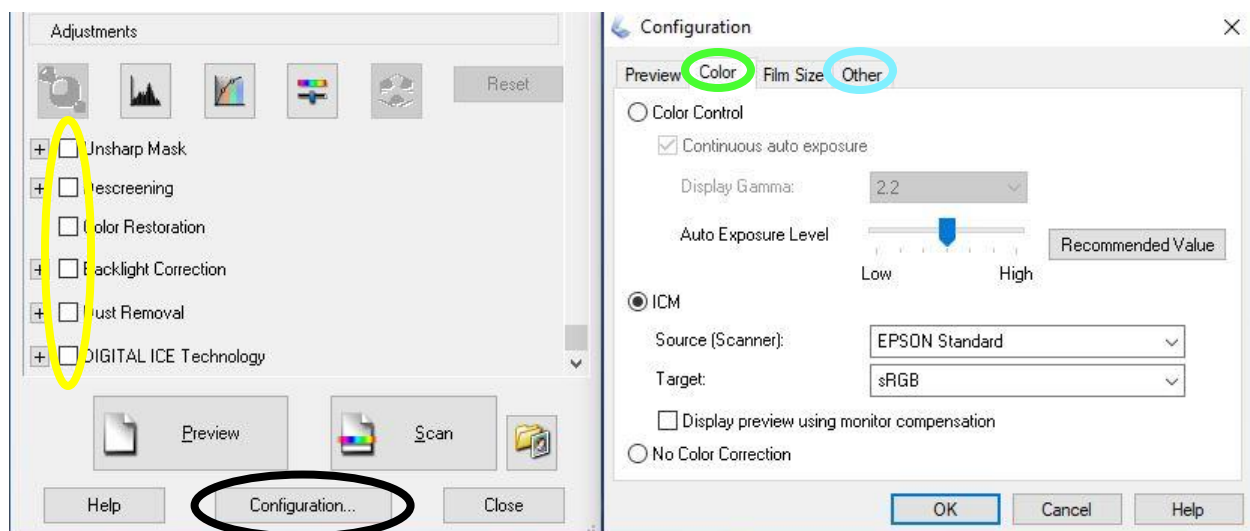 Adjustments
Reset
Unsharp Mask
Descreening
Color Restoration
Backlight Correction
Dust Removal
DIGITAL ICE Technology
Preview
Scan
Help
Configuration...
Close
Configuration
Preview Color Film Size Other
Color Control
Continuous auto exposure
Display Gamma: 2.2
Auto Exposure Level
Recommended Value
Low High
ICM
Source (Scanner): EPSON Standard
Target: sRGB
Display preview using monitor compensation
No Color Correction
OK Cancel Help